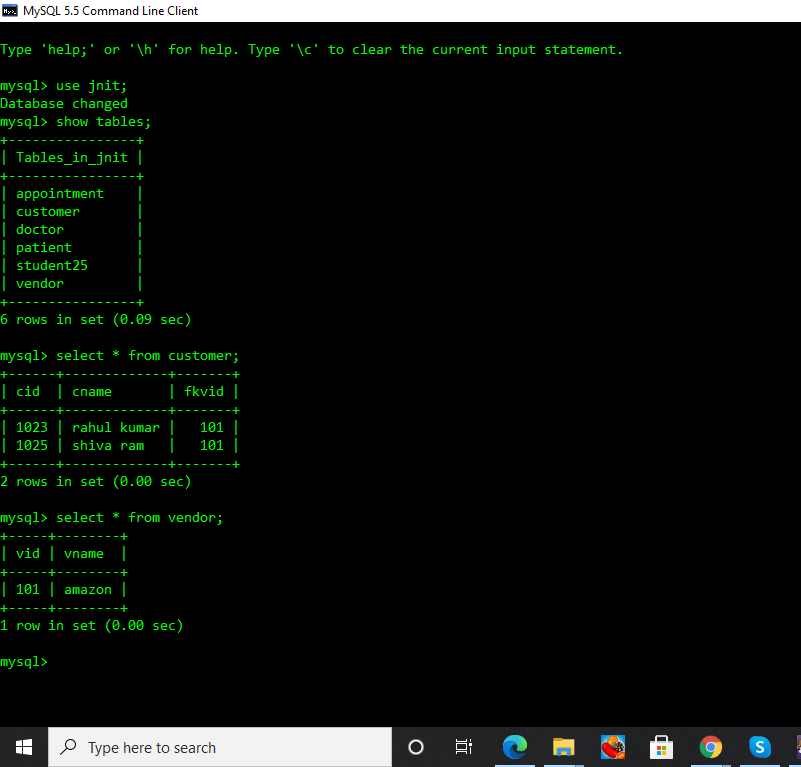 MySQL 5.5 Command Line Client
Type 'help;' or '\h' for help. Type '\c' to clear the current input statement.
mysql> use jnit;
Database changed
mysql> show tables;
+----------------+
| Tables_in_jnit |
+----------------+
| appointment    |
| customer       |
| doctor         |
| patient        |
| student25      |
| vendor         |
+----------------+
6 rows in set (0.09 sec)
mysql> select * from customer;
+------+-------------+-------+
| cid  | cname       | fkvid |
+------+-------------+-------+
| 1023 | rahul kumar |   101 |
| 1025 | shiva ram   |   101 |
+------+-------------+-------+
2 rows in set (0.00 sec)
mysql> select * from vendor;
+-----+--------+
| vid | vname  |
+-----+--------+
| 101 | amazon |
+-----+--------+
1 row in set (0.00 sec)
mysql>
Type here to search